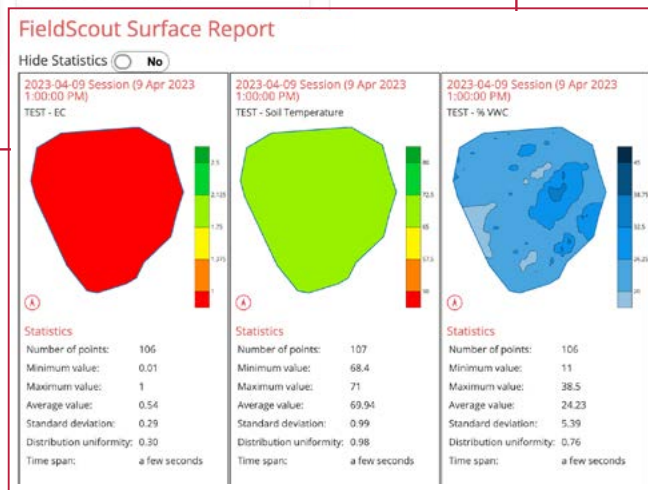 FieldScout Surface Report
Hide Statistics No
2023-04-09 Session (9 Apr 2023
1:00:00 PM)
TEST - EC
2.5
2.125
1.75
1.375
1
Statistics
Number of points: 106
Minimum value: 0.01
Maximum value: 1
Average value: 0.54
Standard deviation: 0.29
Distribution uniformity: 0.30
Time span: a few seconds
2023-04-09 Session (9 Apr 2023
1:00:00 PM)
TEST - Soil Temperature
80
72.5
65
57.5
50
Statistics
Number of points: 107
Minimum value: 68.4
Maximum value: 71
Average value: 69.94
Standard deviation: 0.99
Distribution uniformity: 0.98
Time span: a few seconds
2023-04-09 Session (9 Apr 2023
1:00:00 PM)
TEST - % VWC
45
38.75
32.5
26.25
20
Statistics
Number of points: 106
Minimum value: 11
Maximum value: 38.5
Average value: 24.23
Standard deviation: 5.39
Distribution uniformity: 0.76
Time span: a few seconds